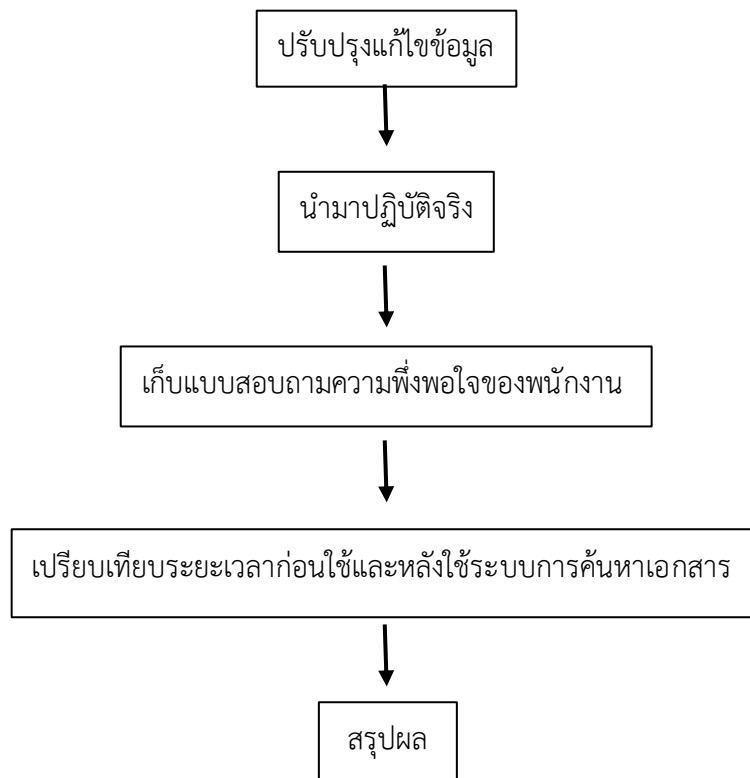 ปรับปรุงแก้ไขข้อมูล
นำมาปฏิบัติจริง
เก็บแบบสอบถามความพึ่งพอใจของพนักงาน
เปรียบเทียบระยะเวลาก่อนใช้และหลังใช้ระบบการค้นหาเอกสาร
สรุปผล